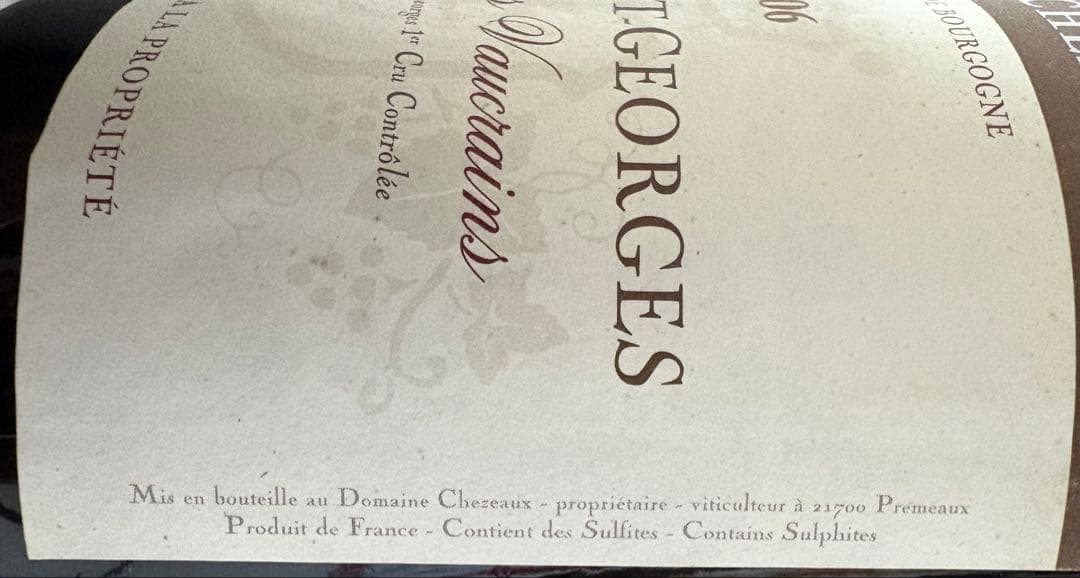 DE BOURGOGNE
06
T-GEORGES
Vaucrains
1er Cru Contrôlée
A LA PROPRIÉTÉ
Mis en bouteille au Domaine Chezeaux - propriétaire - viticulteur à 21700 Premeaux
Produit de France - Contient des Sulfites - Contains Sulphites